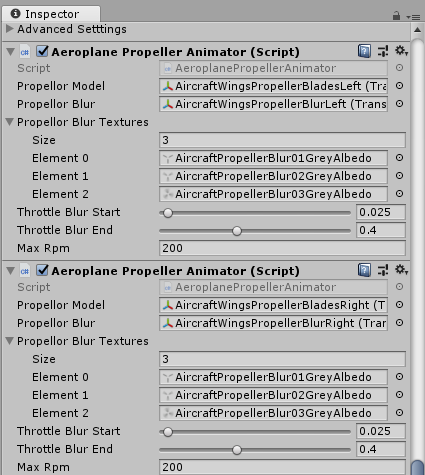 Inspector
Advanced Setttings
Aeroplane Propeller Animator (Script)
Script AeroplanePropellerAnimator
Propellor Model AircraftWingsPropellerBladesLeft (Tra
Propellor Blur AircraftWingsPropellerBlurLeft (Trans
Propellor Blur Textures
Size 3
Element 0 AircraftPropellerBlur01GreyAlbedo
Element 1 AircraftPropellerBlur02GreyAlbedo
Element 2 AircraftPropellerBlur03GreyAlbedo
Throttle Blur Start 0.025
Throttle Blur End 0.4
Max Rpm 200
Aeroplane Propeller Animator (Script)
Script AeroplanePropellerAnimator
Propellor Model AircraftWingsPropellerBladesRight (T
Propellor Blur AircraftWingsPropellerBlurRight (Tran
Propellor Blur Textures
Size 3
Element 0 AircraftPropellerBlur01GreyAlbedo
Element 1 AircraftPropellerBlur02GreyAlbedo
Element 2 AircraftPropellerBlur03GreyAlbedo
Throttle Blur Start 0.025
Throttle Blur End 0.4
Max Rpm 200